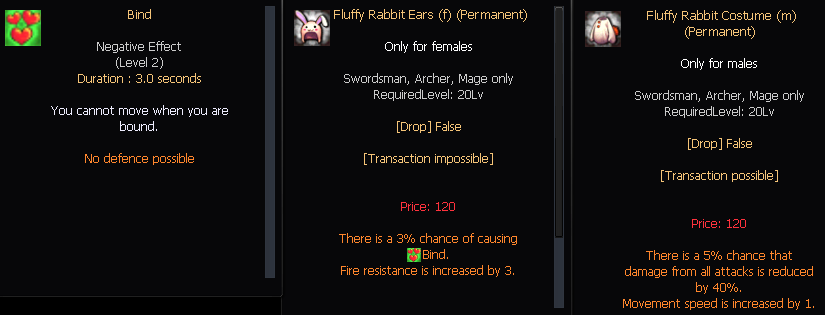 Bind
Negative Effect
(Level 2)
Duration : 3.0 seconds
You cannot move when you are
bound.
No defence possible
Fluffy Rabbit Ears (f) (Permanent)
Only for females
Swordsman, Archer, Mage only
RequiredLevel: 20Lv
[Drop] False
[Transaction impossible]
Price: 120
There is a 3% chance of causing
Bind.
Fire resistance is increased by 3.
Fluffy Rabbit Costume (m)
(Permanent)
Only for males
Swordsman, Archer, Mage only
RequiredLevel: 20Lv
[Drop] False
[Transaction possible]
Price: 120
There is a 5% chance that
damage from all attacks is reduced
by 40%.
Movement speed is increased by 1.